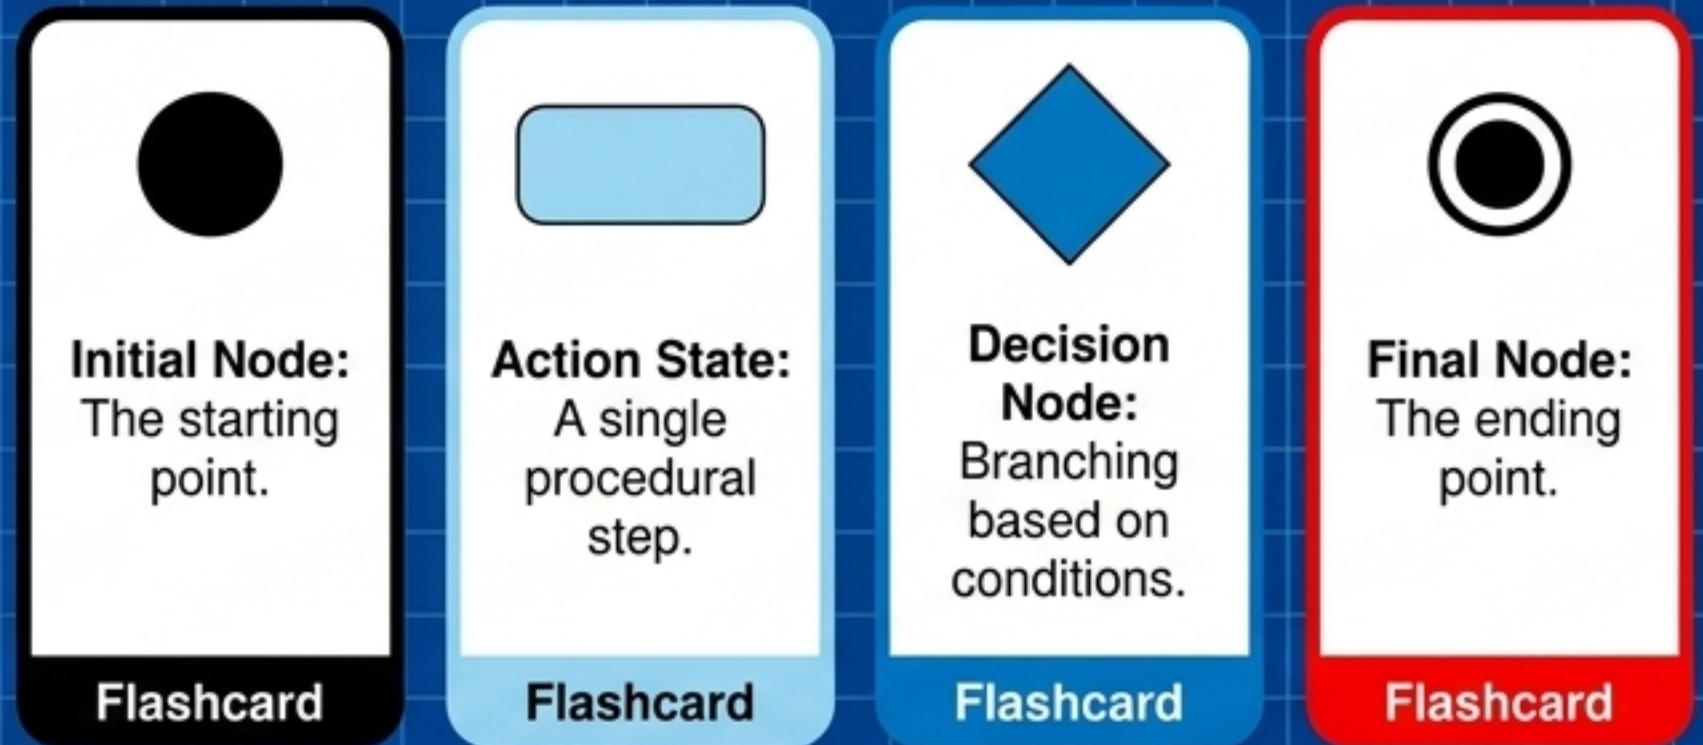 Initial Node:
The starting
point.
Flashcard
Action State:
A single
procedural
step.
Flashcard
Decision
Node:
Branching
based on
conditions.
Flashcard
Final Node:
The ending
point.
Flashcard